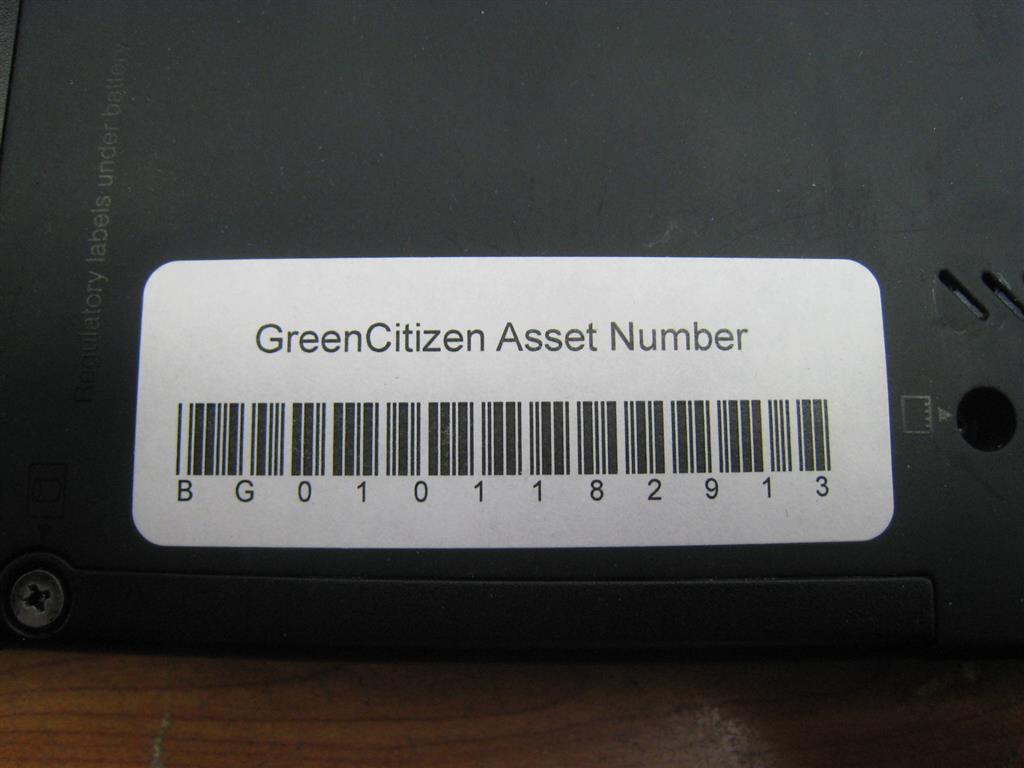 Regulatory labels under battery
GreenCitizen Asset Number
B G 0 1 0 1 1 8 2 9 1 3